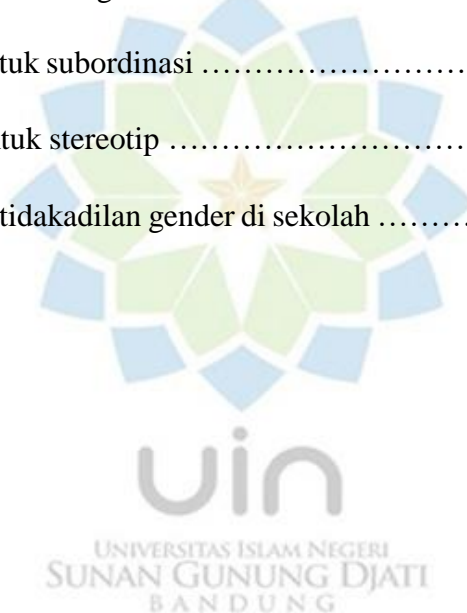 tuk subordinasi ……………………
tuk stereotip ………………………
tidakadilan gender di sekolah ………
uin
UNIVERSITAS ISLAM NEGERI
SUNAN GUNUNG DJATI
BANDUNG